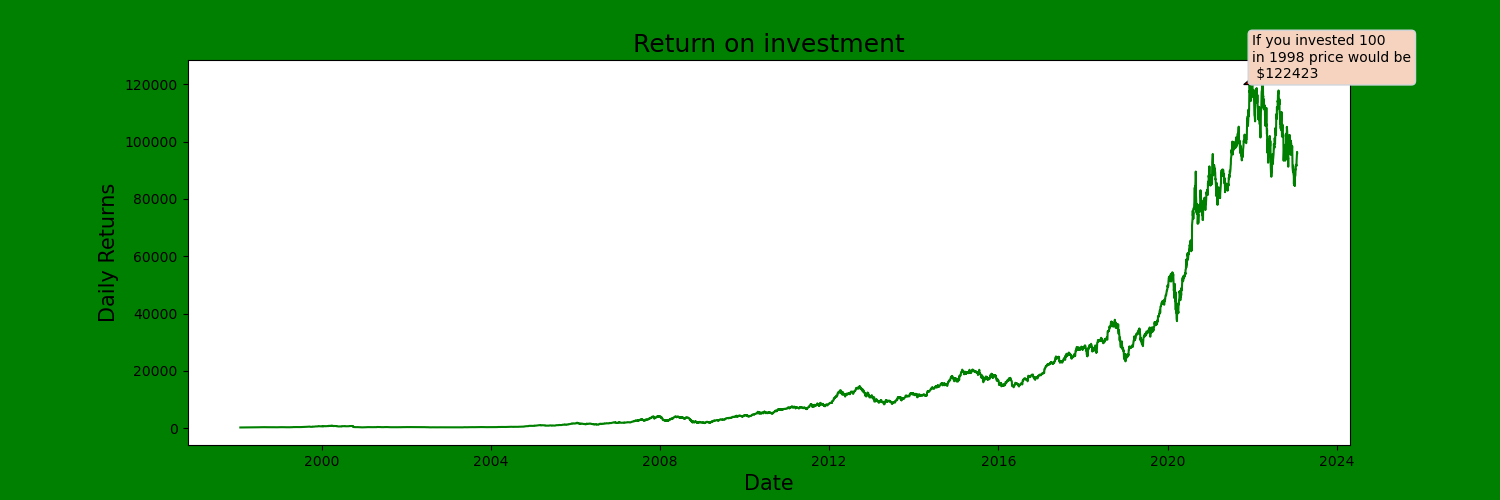 Return on investment
If you invested 100
in 1998 price would be
$122423
Daily Returns
120000
100000
80000
60000
40000
20000
0
2000 2004 2008 2012 2016 2020 2024
Date